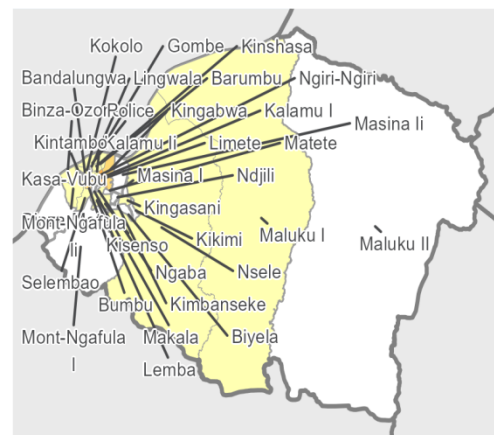 Kokolo
Gombe
Kinshasa
Bandalungwa
Lingwala
Barumbu
Ngiri-Ngiri
Binza-Ozone
Police
Kingabwa
Kalamu I
Masina Ii
Kintambo
Kalamu Ii
Limete
Matete
Kasa-Vubu
Masina I
Ndjili
Mont-Ngafula
Ii
Kingasani
Maluku I
Maluku II
Kisenso
Kikimi
Selembao
Ngaba
Nsele
Bumbu
Kimbanseke
Mont-Ngafula
I
Makala
Biyela
Lemba